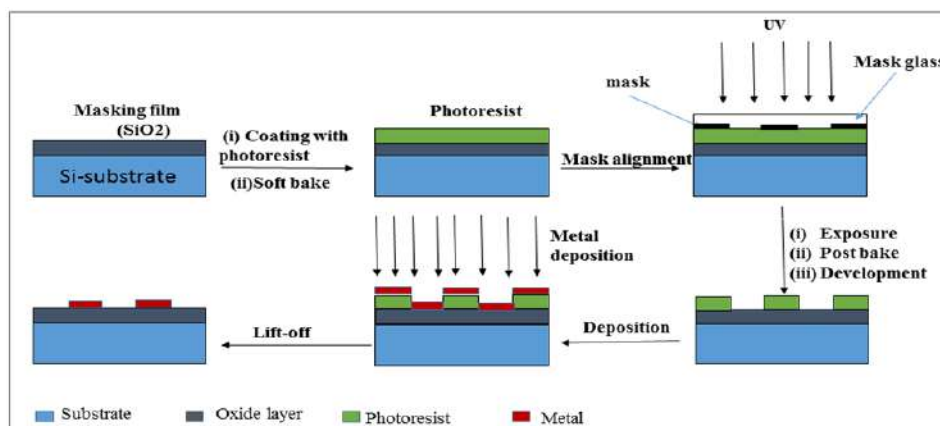 UV
Mask glass
mask
Masking film
(SiO2)
Si-substrate
(i) Coating with
photoresist
(ii)Soft bake
Photoresist
Mask alignment
(i) Exposure
(ii) Post bake
(iii) Development
Metal
deposition
Deposition
Lift-off
Substrate
Oxide layer
Photoresist
Metal